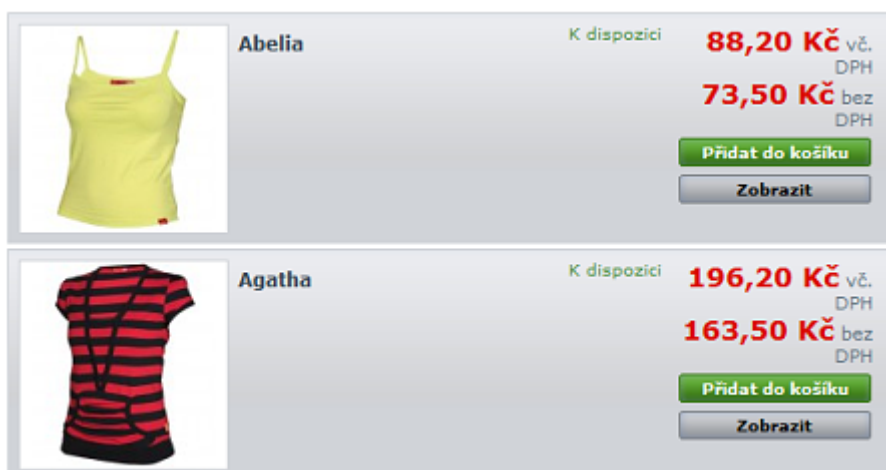 Abelia
K dispozici
88,20 Kč vč.
DPH
73,50 Kč bez
DPH
Přidat do košíku
Zobrazit
Agatha
K dispozici
196,20 Kč vč.
DPH
163,50 Kč bez
DPH
Přidat do košíku
Zobrazit